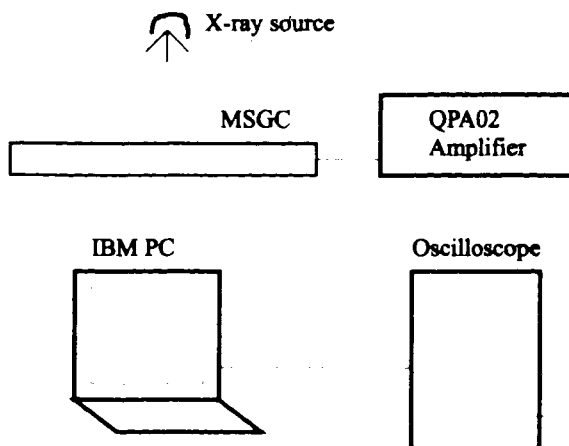 X-ray source
MSGC
QPA02
Amplifier
IBM PC
Oscilloscope